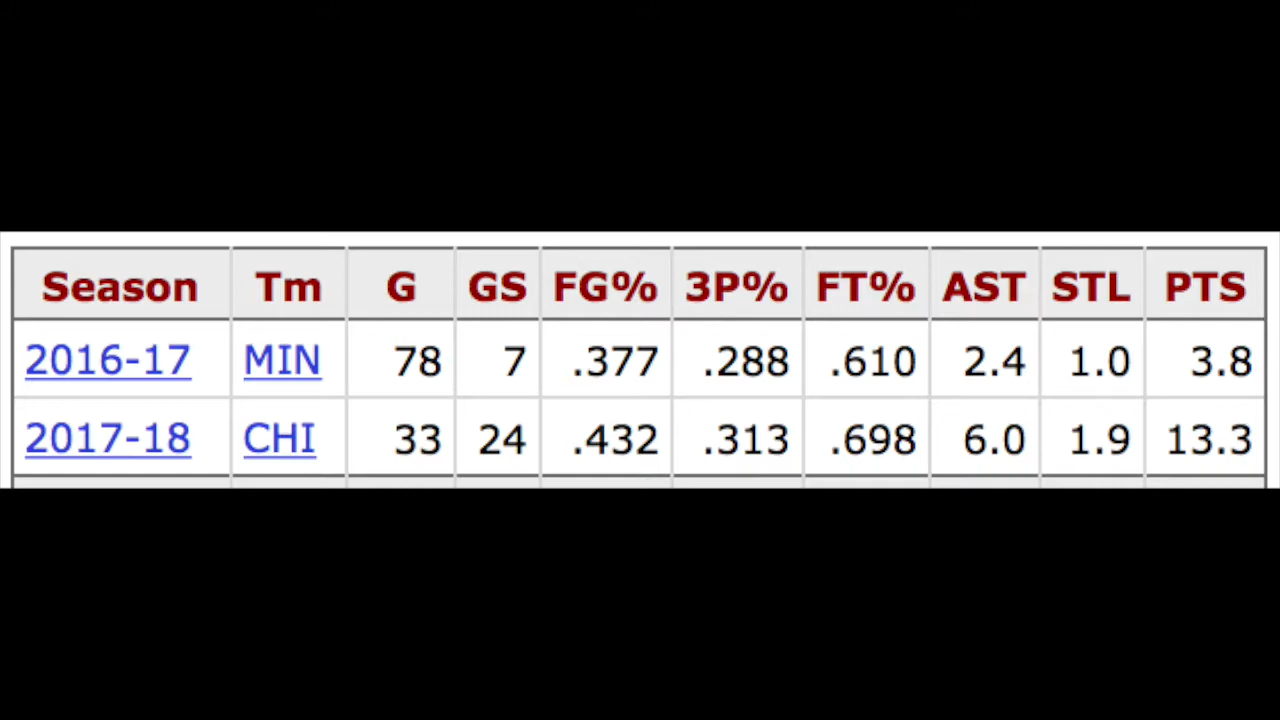 Season Tm G GS FG% 3P% FT% AST STL PTS
2016-17 MIN 78 7 .377 .288 .610 2.4 1.0 3.8
2017-18 CHI 33 24 .432 .313 .698 6.0 1.9 13.3